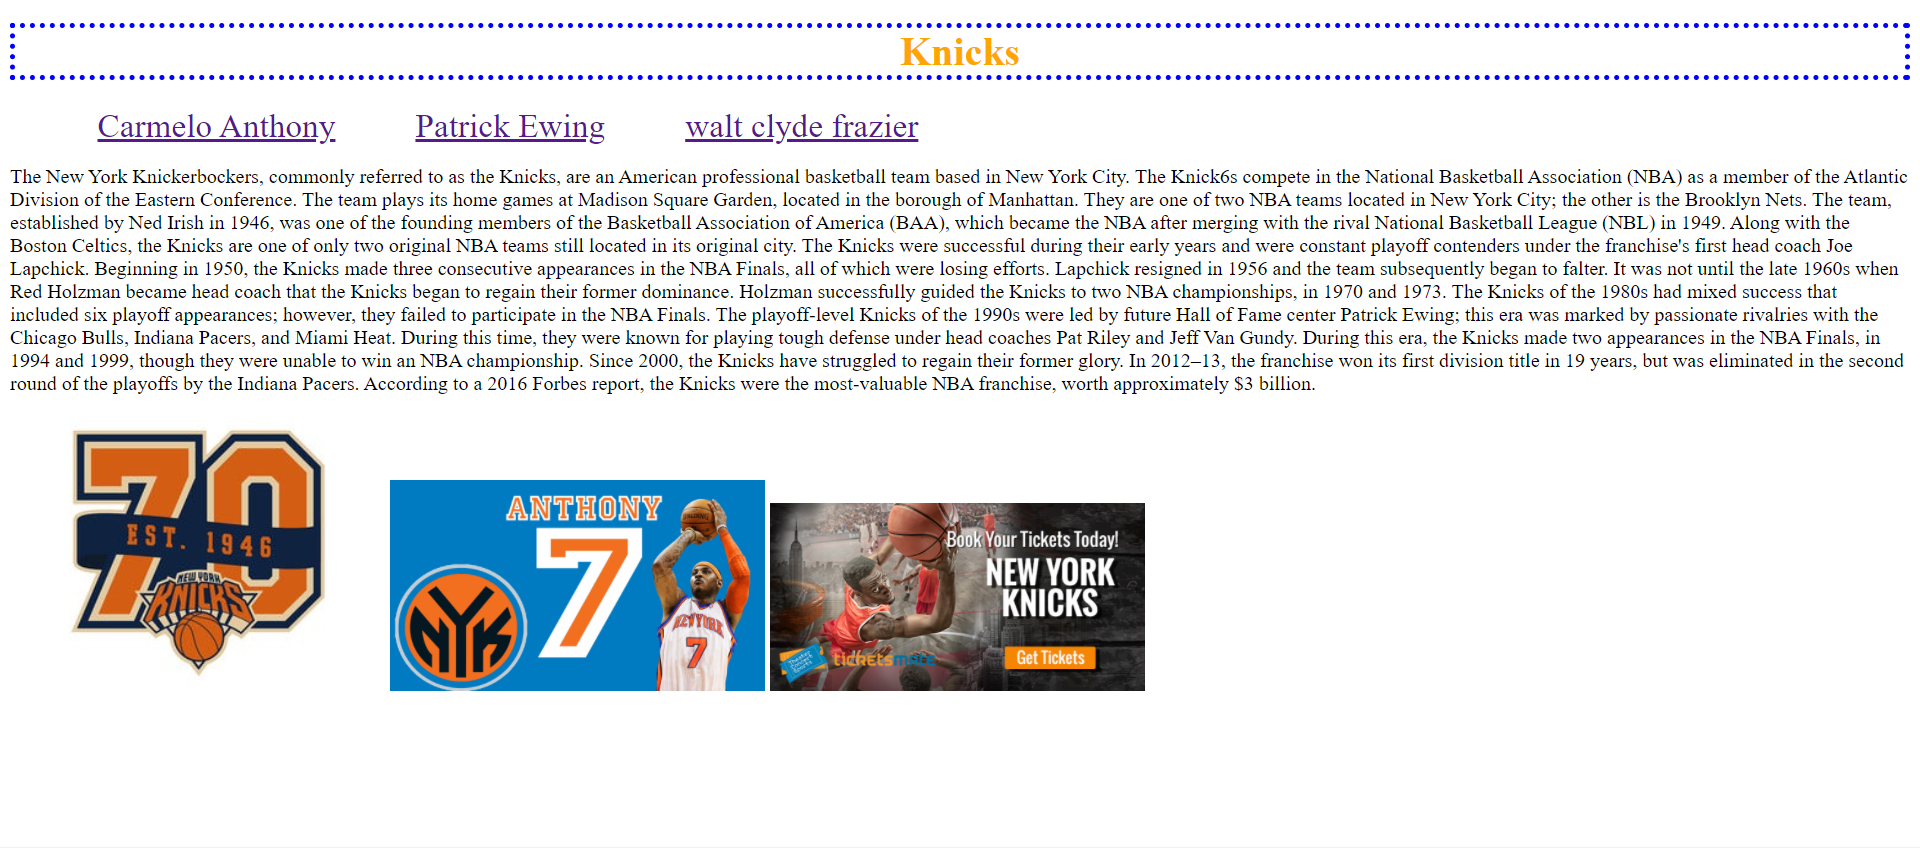 Knicks
Carmelo Anthony Patrick Ewing walt clyde frazier
The New York Knickerbockers, commonly referred to as the Knicks, are an American professional basketball team based in New York City. The Knick6s compete in the National Basketball Association (NBA) as a member of the Atlantic
Division of the Eastern Conference. The team plays its home games at Madison Square Garden, located in the borough of Manhattan. They are one of two NBA teams located in New York City; the other is the Brooklyn Nets. The team,
established by Ned Irish in 1946, was one of the founding members of the Basketball Association of America (BAA), which became the NBA after merging with the rival National Basketball League (NBL) in 1949. Along with the
Boston Celtics, the Knicks are one of only two original NBA teams still located in its original city. The Knicks were successful during their early years and were constant playoff contenders under the franchise's first head coach Joe
Lapchick. Beginning in 1950, the Knicks made three consecutive appearances in the NBA Finals, all of which were losing efforts. Lapchick resigned in 1956 and the team subsequently began to falter. It was not until the late 1960s when
Red Holzman became head coach that the Knicks began to regain their former dominance. Holzman successfully guided the Knicks to two NBA championships, in 1970 and 1973. The Knicks of the 1980s had mixed success that
included six playoff appearances; however, they failed to participate in the NBA Finals. The playoff-level Knicks of the 1990s were led by future Hall of Fame center Patrick Ewing; this era was marked by passionate rivalries with the
Chicago Bulls, Indiana Pacers, and Miami Heat. During this time, they were known for playing tough defense under head coaches Pat Riley and Jeff Van Gundy. During this era, the Knicks made two appearances in the NBA Finals, in
1994 and 1999, though they were unable to win an NBA championship. Since 2000, the Knicks have struggled to regain their former glory. In 2012–13, the franchise won its first division title in 19 years, but was eliminated in the second
round of the playoffs by the Indiana Pacers. According to a 2016 Forbes report, the Knicks were the most-valuable NBA franchise, worth approximately $3 billion.
70
EST. 1946
NEW YORK
KNICKS
ANTHONY
7
NYK
NEW YORK
7
Book Your Tickets Today!
NEW YORK
KNICKS
Get Tickets